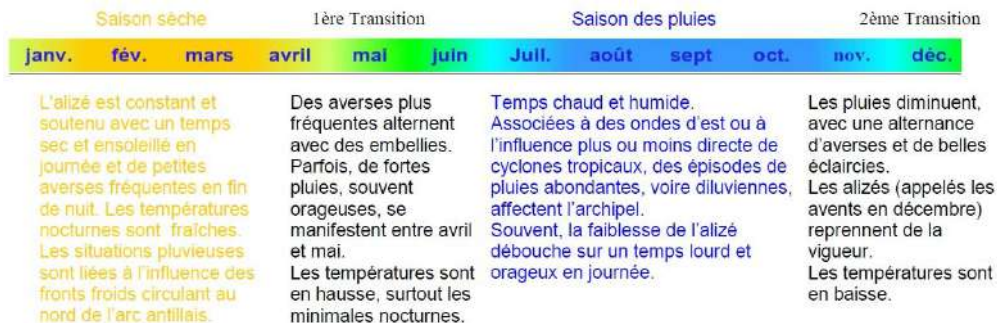 Saison sèche
1ère Transition
Saison des pluies
2ème Transition
janv. fév. mars avril mai juin Juil. août sept oct. nov. déc.
L'alizé est constant et
soutenu avec un temps
sec et ensoleillé en
journée et de petites
averses fréquentes en fin
de nuit. Les températures
nocturnes sont fraîches.
Les situations pluvieuses
sont liées à l'influence des
fronts froids circulant au
nord de l'arc antillais.
Des averses plus
fréquentes alternent
avec des embellies.
Parfois, de fortes
pluies, souvent
orageuses, se
manifestent entre avril
et mai.
Les températures sont
en hausse, surtout les
minimales nocturnes.
Temps chaud et humide.
Associées à des ondes d'est ou à
l'influence plus ou moins directe de
cyclones tropicaux, des épisodes de
pluies abondantes, voire diluviennes,
affectent l'archipel.
Souvent, la faiblesse de l'alizé
débouche sur un temps lourd et
orageux en journée.
Les pluies diminuent,
avec une alternance
d'averses et de belles
éclaircies.
Les alizés (appelés les
avents en décembre)
reprennent de la
vigueur.
Les températures sont
en baisse.